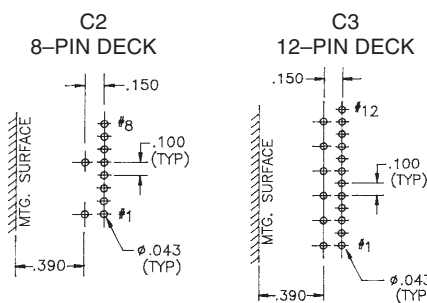 C2
8–PIN DECK
.150
#8
.100
(TYP)
MTG. SURFACE
#1
Ø.043
(TYP)
.390
C3
12–PIN DECK
.150
#12
.100
(TYP)
MTG. SURFACE
#1
Ø.043
(TYP
.390